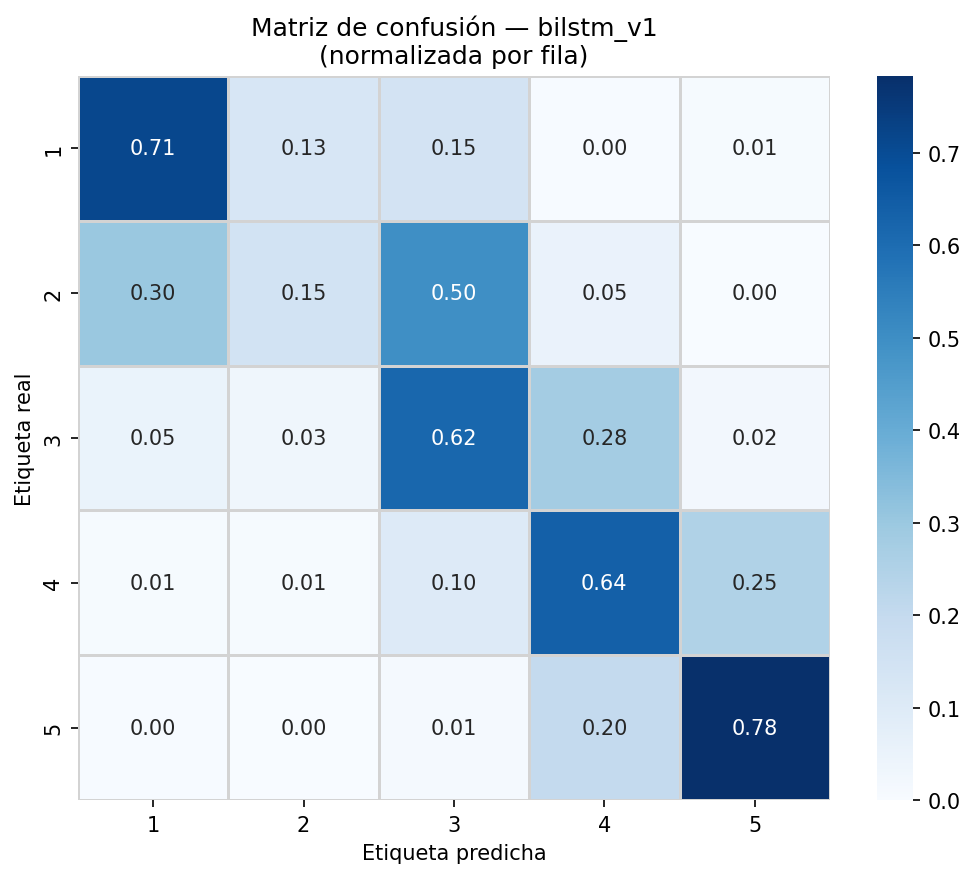 Matriz de confusión — bilstm_v1
(normalizada por fila)
1 0.71 0.13 0.15 0.00 0.01
2 0.30 0.15 0.50 0.05 0.00
3 0.05 0.03 0.62 0.28 0.02
4 0.01 0.01 0.10 0.64 0.25
5 0.00 0.00 0.01 0.20 0.78
1 2 3 4 5
Etiqueta predicha
Etiqueta real
0.7
0.6
0.5
0.4
0.3
0.2
0.1
0.0